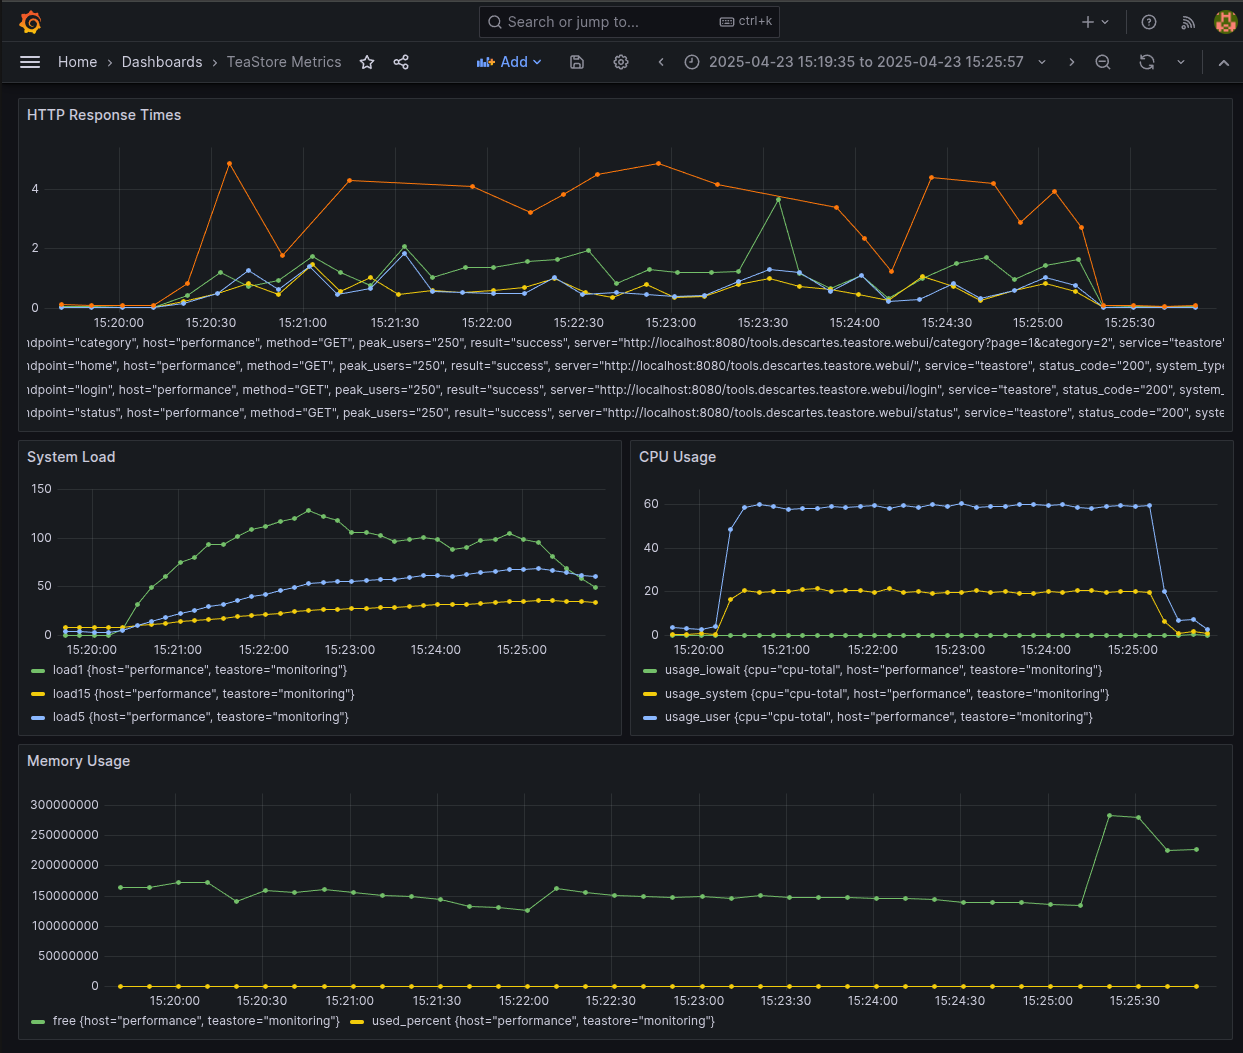 Search or jump to...
ctrl+k
Home › Dashboards › TeaStore Metrics
Add
2025-04-23 15:19:35 to 2025-04-23 15:25:57
HTTP Response Times
4
2
0
15:20:00 15:20:30 15:21:00 15:21:30 15:22:00 15:22:30 15:23:00 15:23:30 15:24:00 15:24:30 15:25:00 15:25:30
ndpoint="category", host="performance", method="GET", peak_users="250", result="success", server="http://localhost:8080/tools.descartes.teastore.webui/category?page=1&category=2", service="teastore"
ndpoint="home", host="performance", method="GET", peak_users="250", result="success", server="http://localhost:8080/tools.descartes.teastore.webui/", service="teastore", status_code="200", system_type
ndpoint="login", host="performance", method="GET", peak_users="250", result="success", server="http://localhost:8080/tools.descartes.teastore.webui/login", service="teastore", status_code="200", system_
ndpoint="status", host="performance", method="GET", peak_users="250", result="success", server="http://localhost:8080/tools.descartes.teastore.webui/status", service="teastore", status_code="200", syste
System Load
150
100
50
0
15:20:00 15:21:00 15:22:00 15:23:00 15:24:00 15:25:00
load1 {host="performance", teastore="monitoring"}
load15 {host="performance", teastore="monitoring"}
load5 {host="performance", teastore="monitoring"}
CPU Usage
60
40
20
0
15:20:00 15:21:00 15:22:00 15:23:00 15:24:00 15:25:00
usage_iowait {cpu="cpu-total", host="performance", teastore="monitoring"}
usage_system {cpu="cpu-total", host="performance", teastore="monitoring"}
usage_user {cpu="cpu-total", host="performance", teastore="monitoring"}
Memory Usage
300000000
250000000
200000000
150000000
100000000
50000000
0
15:20:00 15:20:30 15:21:00 15:21:30 15:22:00 15:22:30 15:23:00 15:23:30 15:24:00 15:24:30 15:25:00 15:25:30
free {host="performance", teastore="monitoring"} used_percent {host="performance", teastore="monitoring"}